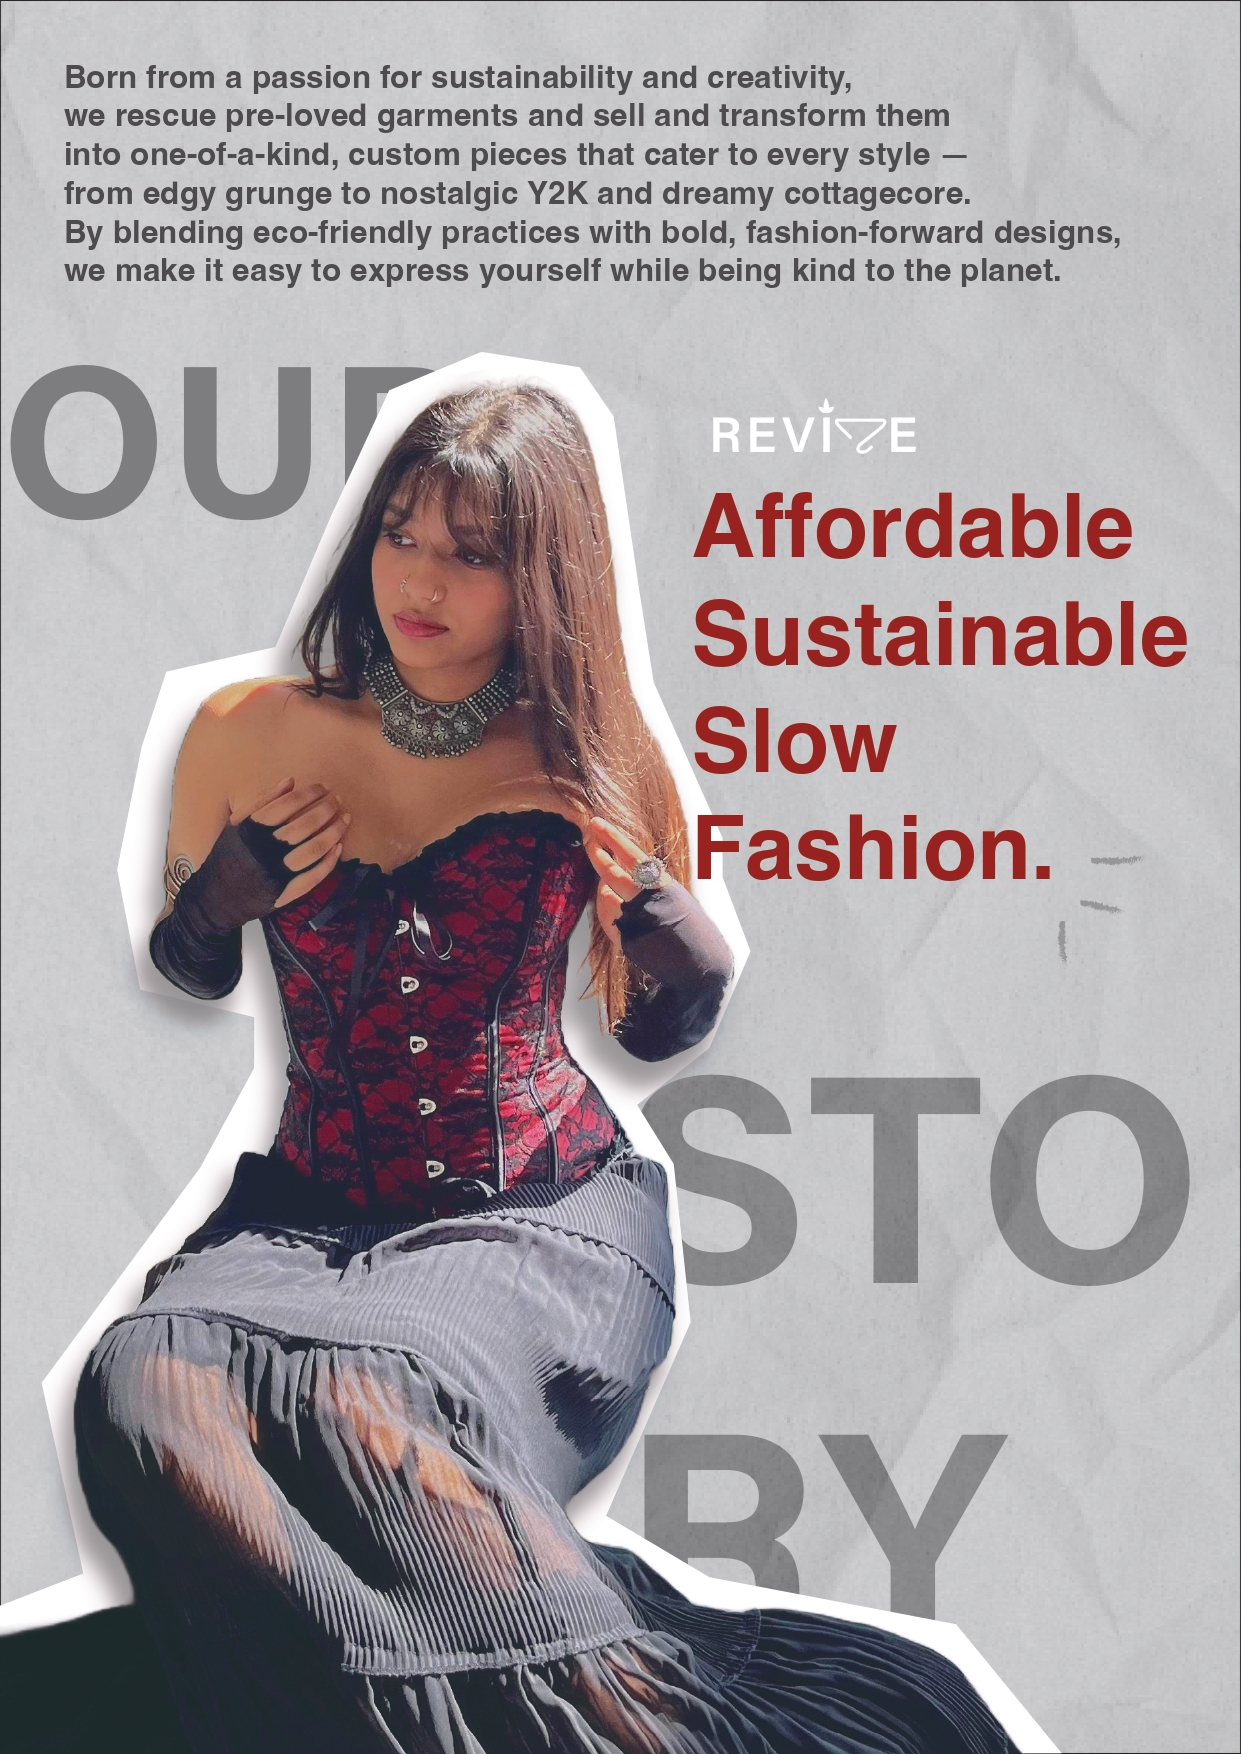 Born from a passion for sustainability and creativity,
we rescue pre-loved garments and sell and transform them
into one-of-a-kind, custom pieces that cater to every style —
from edgy grunge to nostalgic Y2K and dreamy cottagecore.
By blending eco-friendly practices with bold, fashion-forward designs,
we make it easy to express yourself while being kind to the planet.
OUR
REVIVE
Affordable
Sustainable
Slow
Fashion.
STO
RY